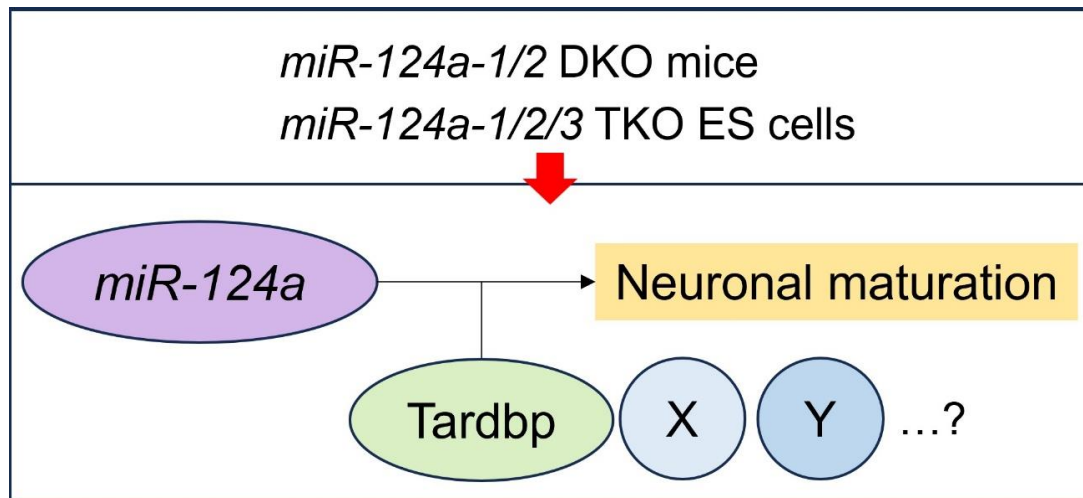 miR-124a-1/2 DKO mice
miR-124a-1/2/3 TKO ES cells
miR-124a
Neuronal maturation
Tardbp X Y ...?